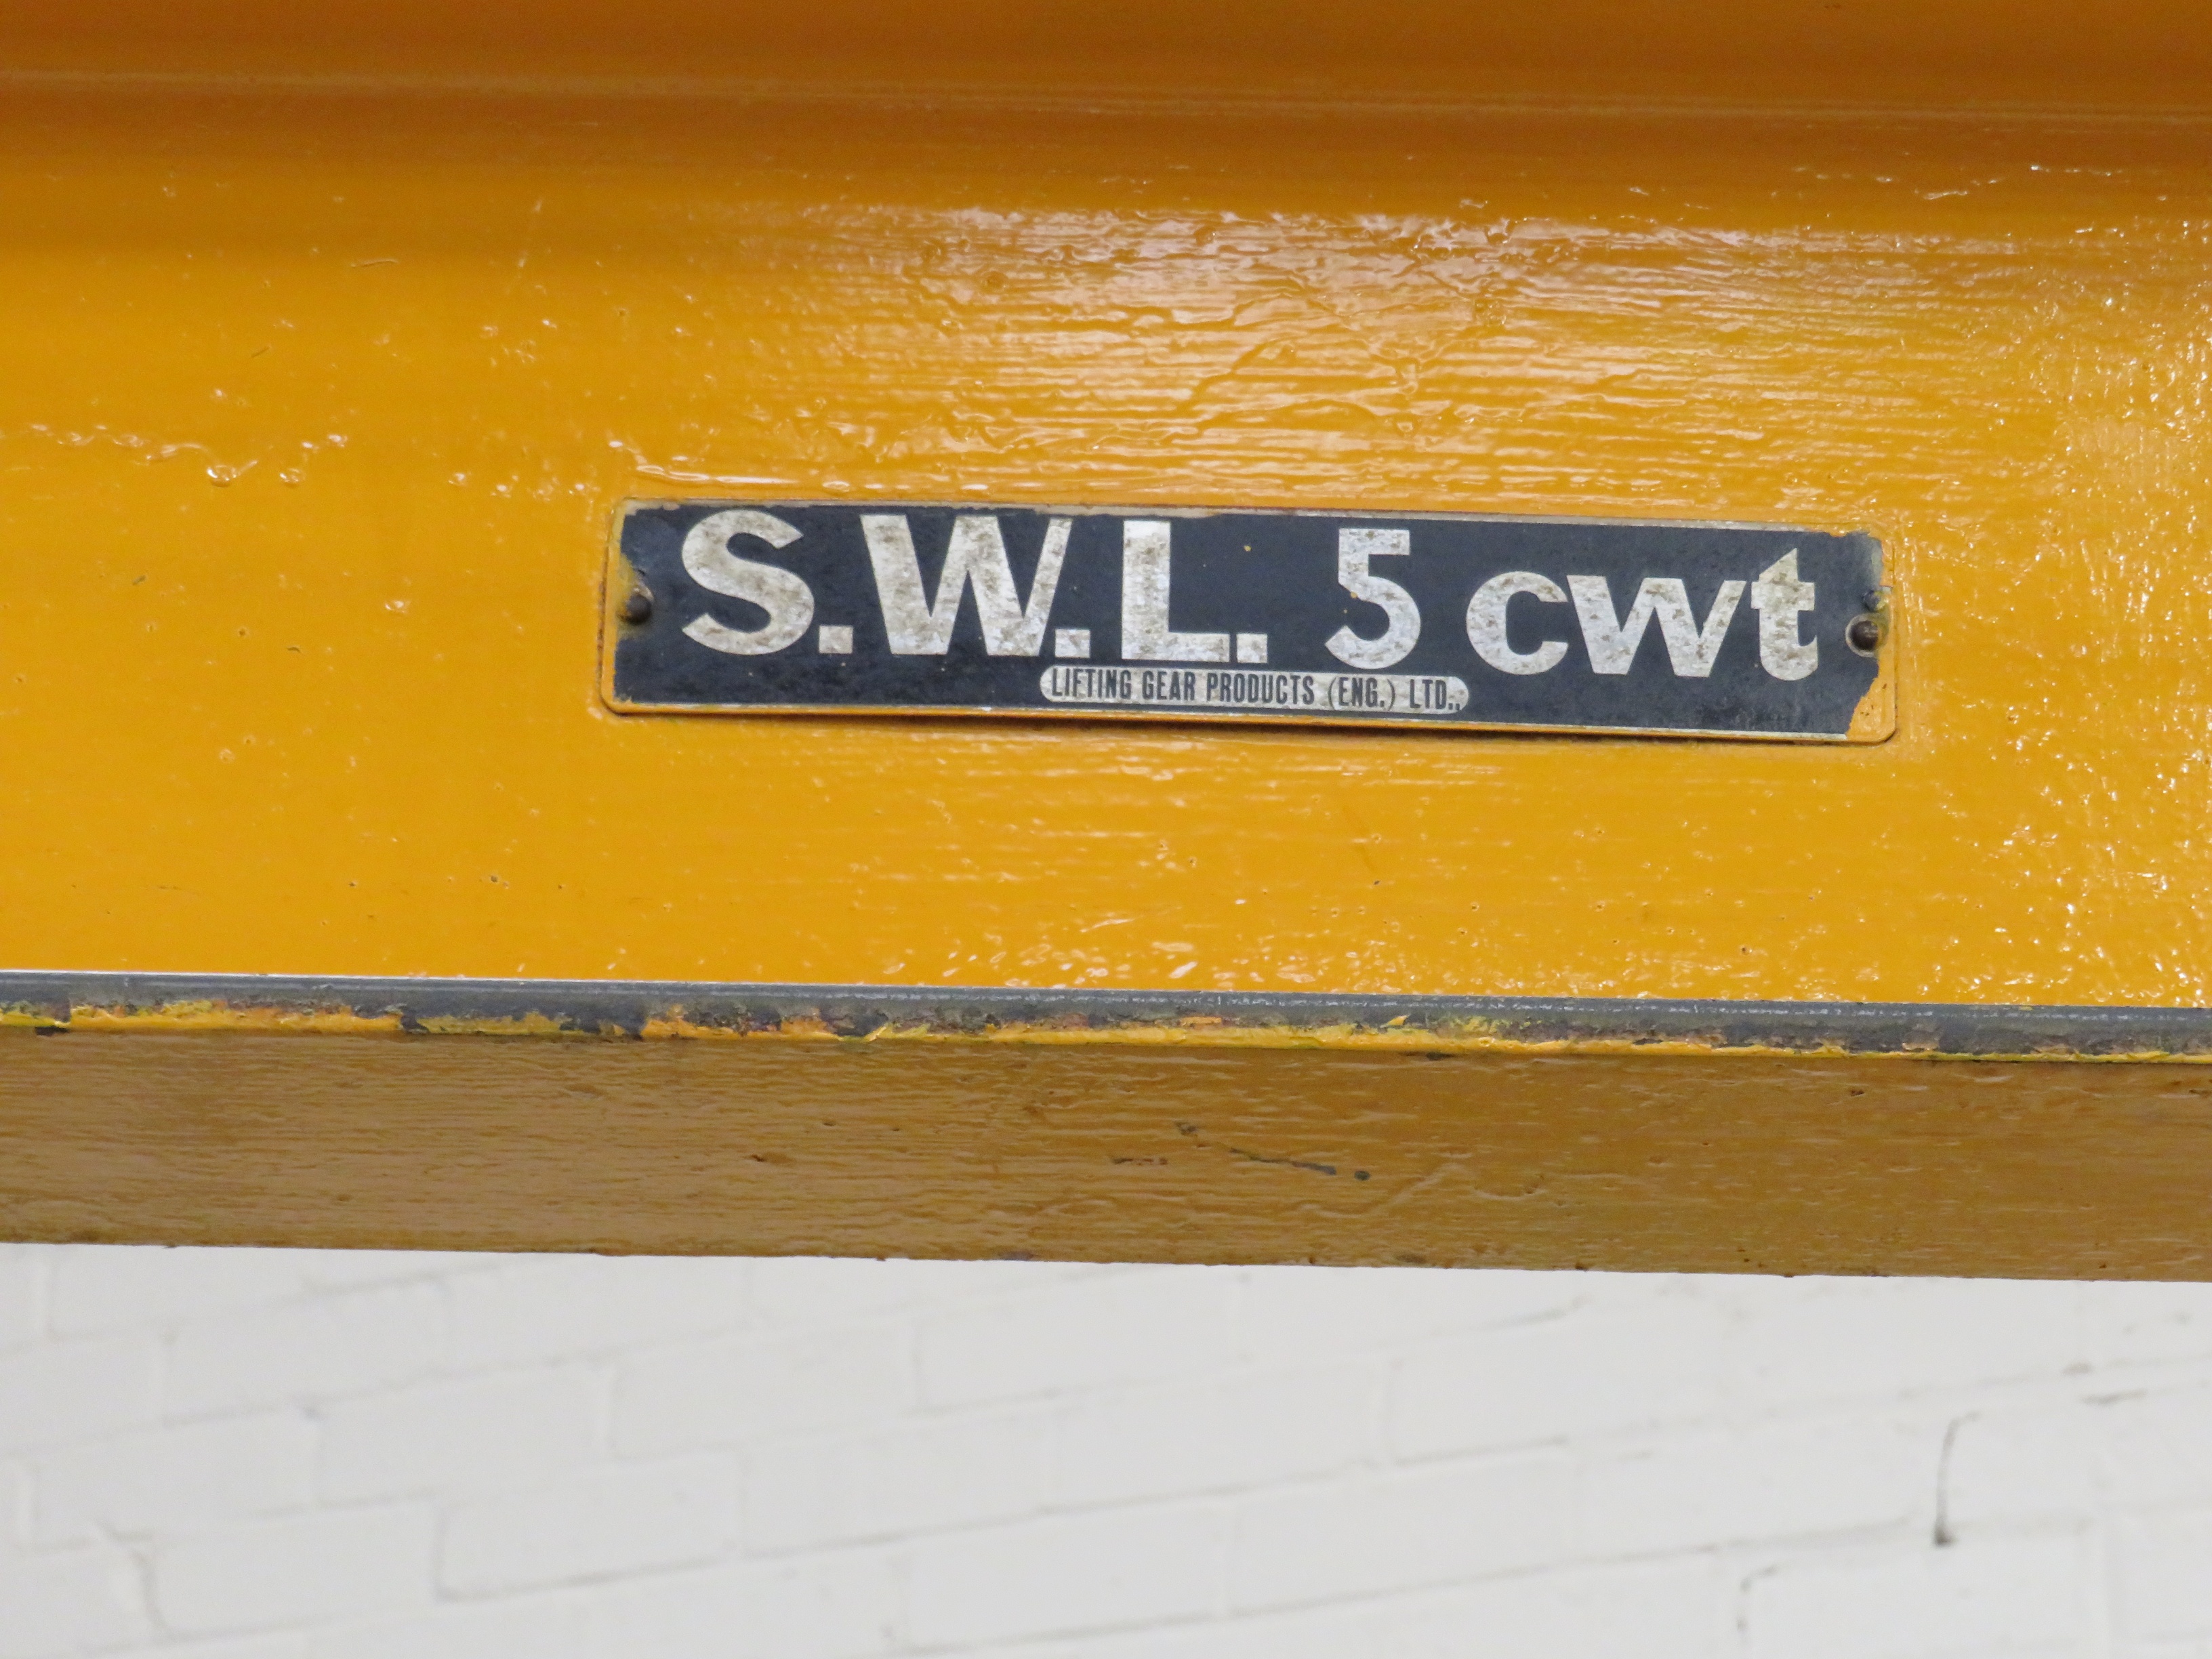 S.W.L. 5 cwt
LIFTING GEAR PRODUCTS (ENG.) LTD.,